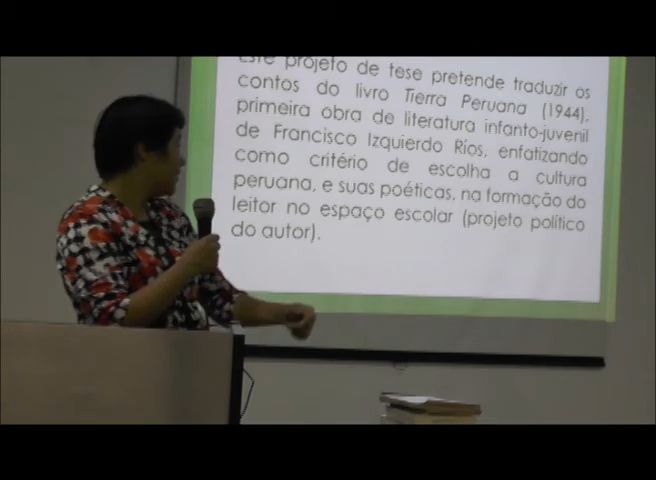 Este projeto de tese pretende traduzir os
contos do livro Tierra Peruana (1944),
primeira obra de literatura infanto-juvenil
de Francisco Izquierdo Ríos, enfatizando
como critério de escolha a cultura
peruana, e suas poéticas, na formação do
leitor no espaço escolar (projeto político
do autor).